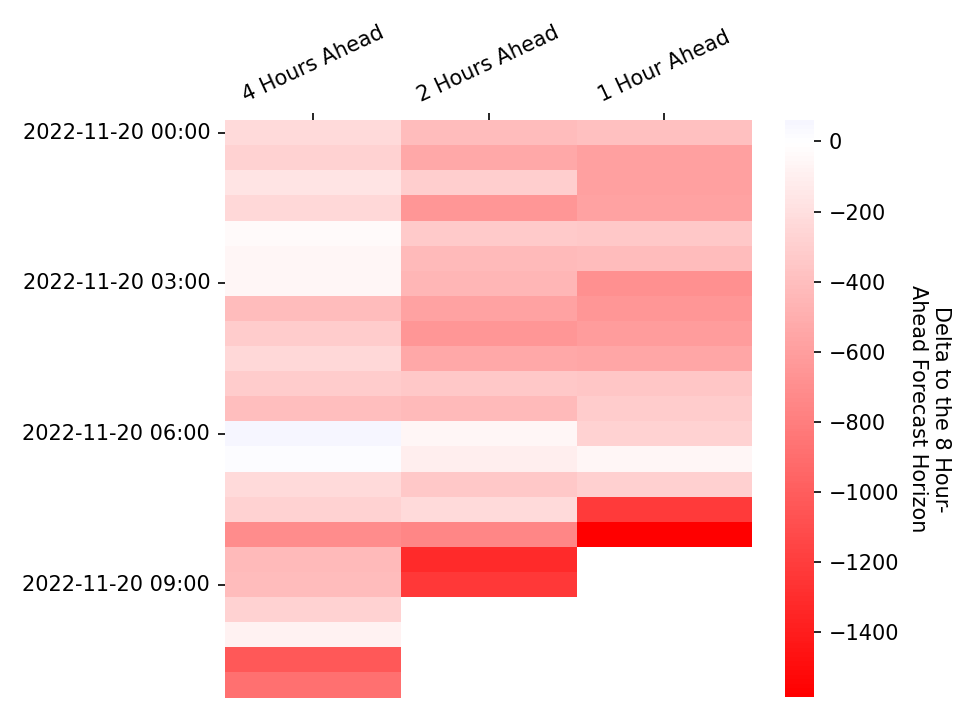 4 Hours Ahead
2 Hours Ahead
1 Hour Ahead
2022-11-20 00:00
2022-11-20 03:00
2022-11-20 06:00
2022-11-20 09:00
0
−200
−400
−600
−800
−1000
−1200
−1400
Delta to the 8 Hour-
Ahead Forecast Horizon